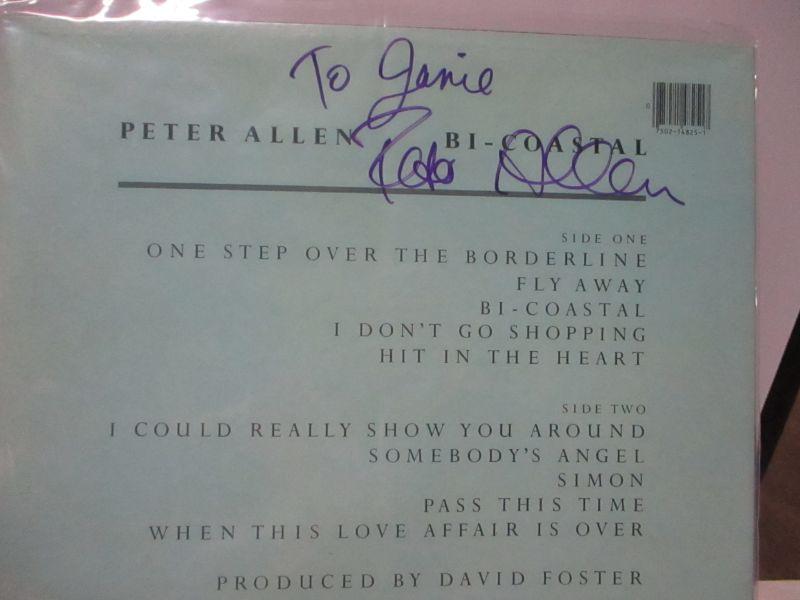 To Janie
PETER ALLEN BI-COASTAL
Peter Allen
SIDE ONE
ONE STEP OVER THE BORDERLINE
FLY AWAY
BI-COASTAL
I DON'T GO SHOPPING
HIT IN THE HEART
SIDE TWO
I COULD REALLY SHOW YOU AROUND
SOMEBODY'S ANGEL
SIMON
PASS THIS TIME
WHEN THIS LOVE AFFAIR IS OVER
PRODUCED BY DAVID FOSTER